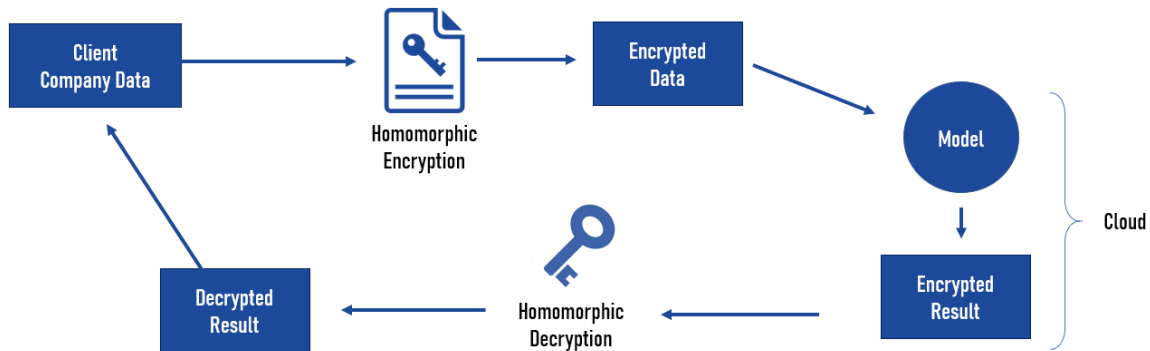 Client
Company Data
Homomorphic
Encryption
Encrypted
Data
Model
Cloud
Encrypted
Result
Homomorphic
Decryption
Decrypted
Result